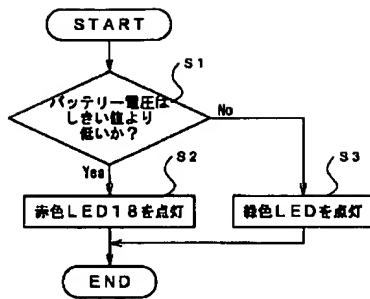 START
S1
バッテリー電圧は
しきい値より
低いか？
No
Yes
S2
S3
赤色LED18を点灯
緑色LEDを点灯
END